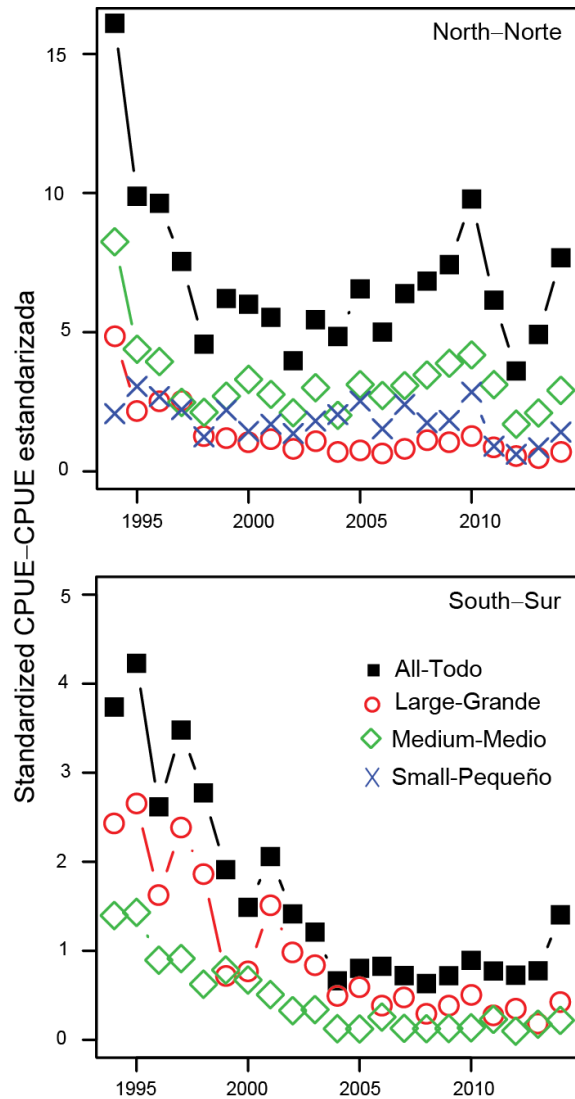 Standardized CPUE–CPUE estandarizada
North–Norte
15
10
5
0
1995 2000 2005 2010
South–Sur
5
4
3
2
1
0
All-Todo
Large-Grande
Medium-Medio
Small-Pequeño
1995 2000 2005 2010